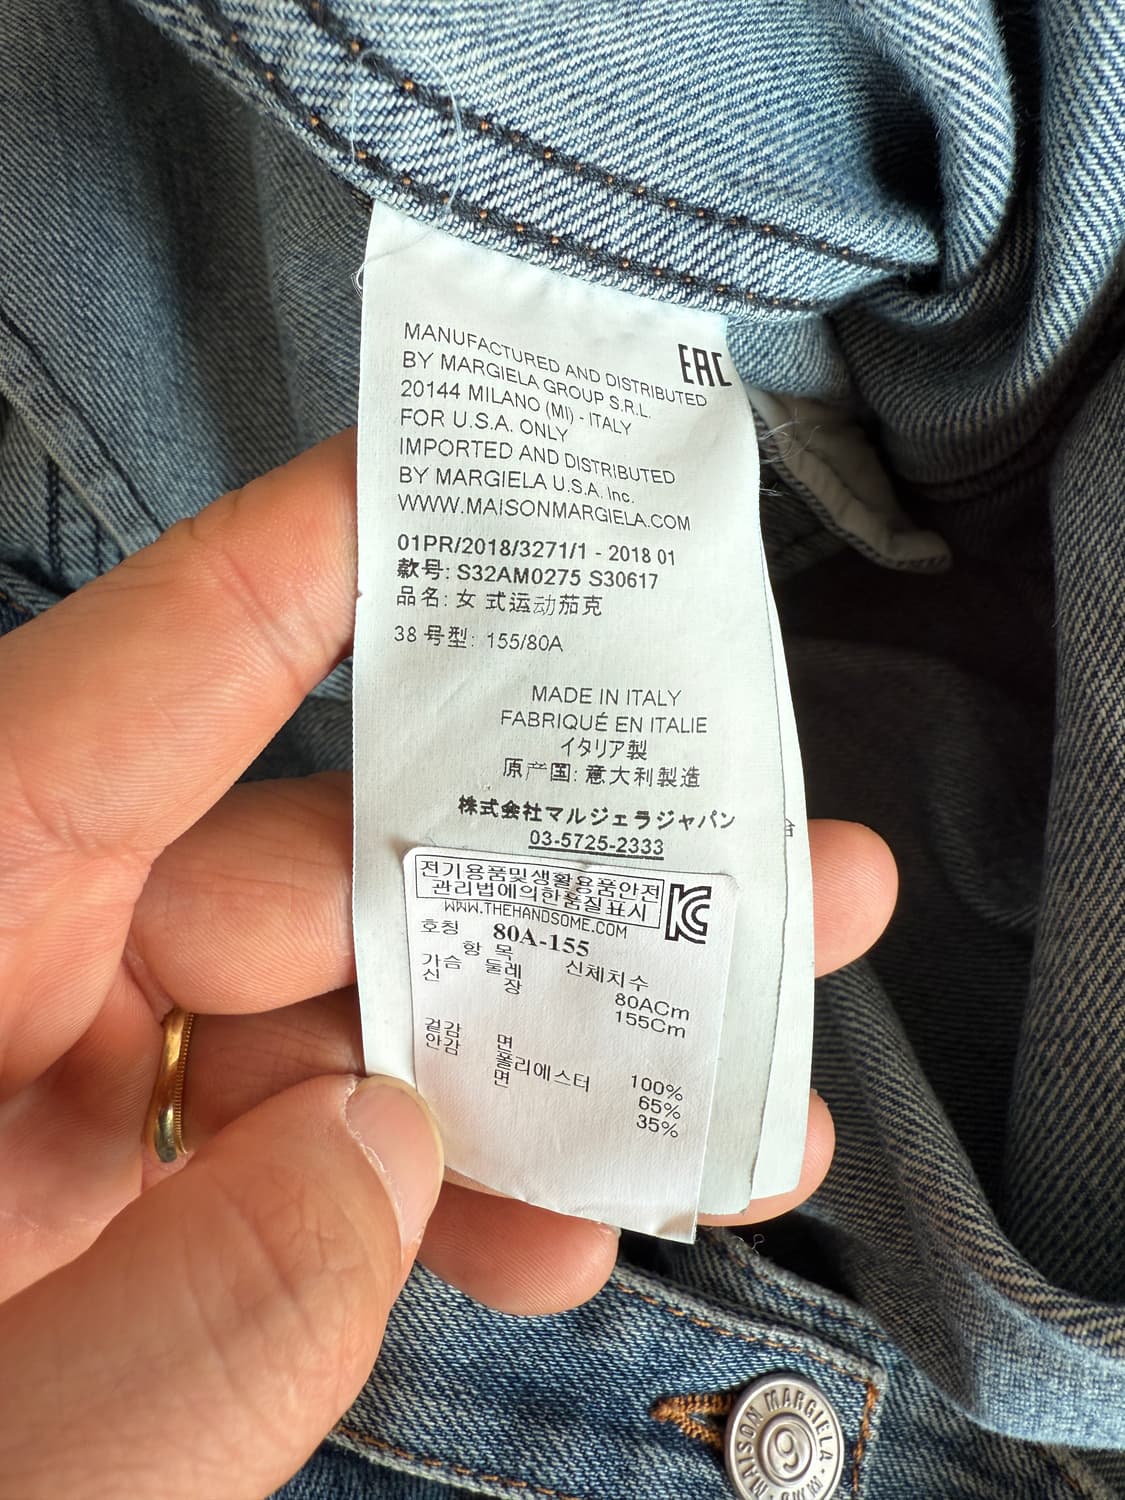 EAC
MANUFACTURED AND DISTRIBUTED
BY MARGIELA GROUP S.R.L.
20144 MILANO (MI) - ITALY
FOR U.S.A. ONLY
IMPORTED AND DISTRIBUTED
BY MARGIELA U.S.A. Inc.
WWW.MAISONMARGIELA.COM
01PR/2018/3271/1 - 2018 01
款号: S32AM0275 S30617
品名: 女 式运动茄克
38 号型: 155/80A
MADE IN ITALY
FABRIQUÉ EN ITALIE
イタリア製
原产国: 意大利製造
株式会社マルジェラジャパン
03-5725-2333
전기용품및생활용품안전
관리법에의한품질표시
KC
WWW.THEHANDSOME.COM
호칭 80A-155
항 목 신체치수
가슴 둘레 80ACm
신 장 155Cm
겉감 면 100%
안감 폴리에스터 65%
면 35%
MAISON MARGIELA
9